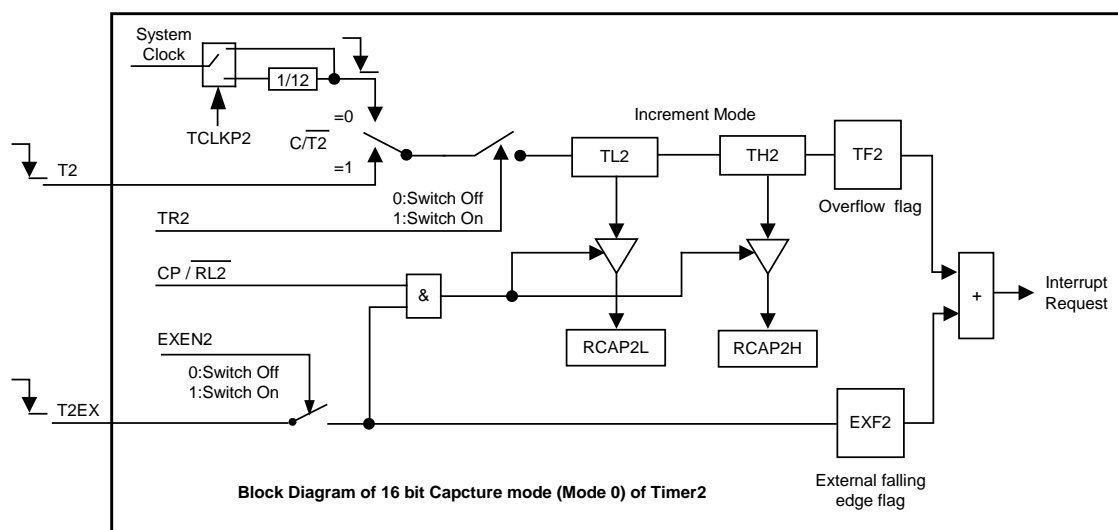 System
Clock
1/12
TCLKP2
=0
C/T2
=1
Increment Mode
TL2
TH2
TF2
Overflow flag
T2
0:Switch Off
1:Switch On
TR2
CP / RL2
&
+
Interrupt
Request
RCAP2L
RCAP2H
EXEN2
0:Switch Off
1:Switch On
T2EX
EXF2
External falling
edge flag
Block Diagram of 16 bit Capcture mode (Mode 0) of Timer2